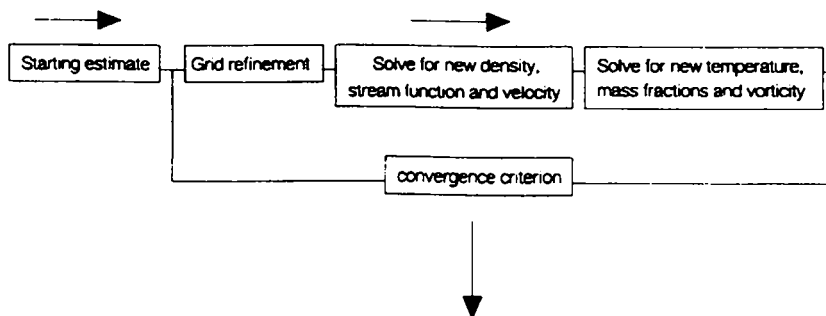 Starting estimate
Grid refinement
Solve for new density,
stream function and velocity
Solve for new temperature,
mass fractions and vorticity
convergence criterion